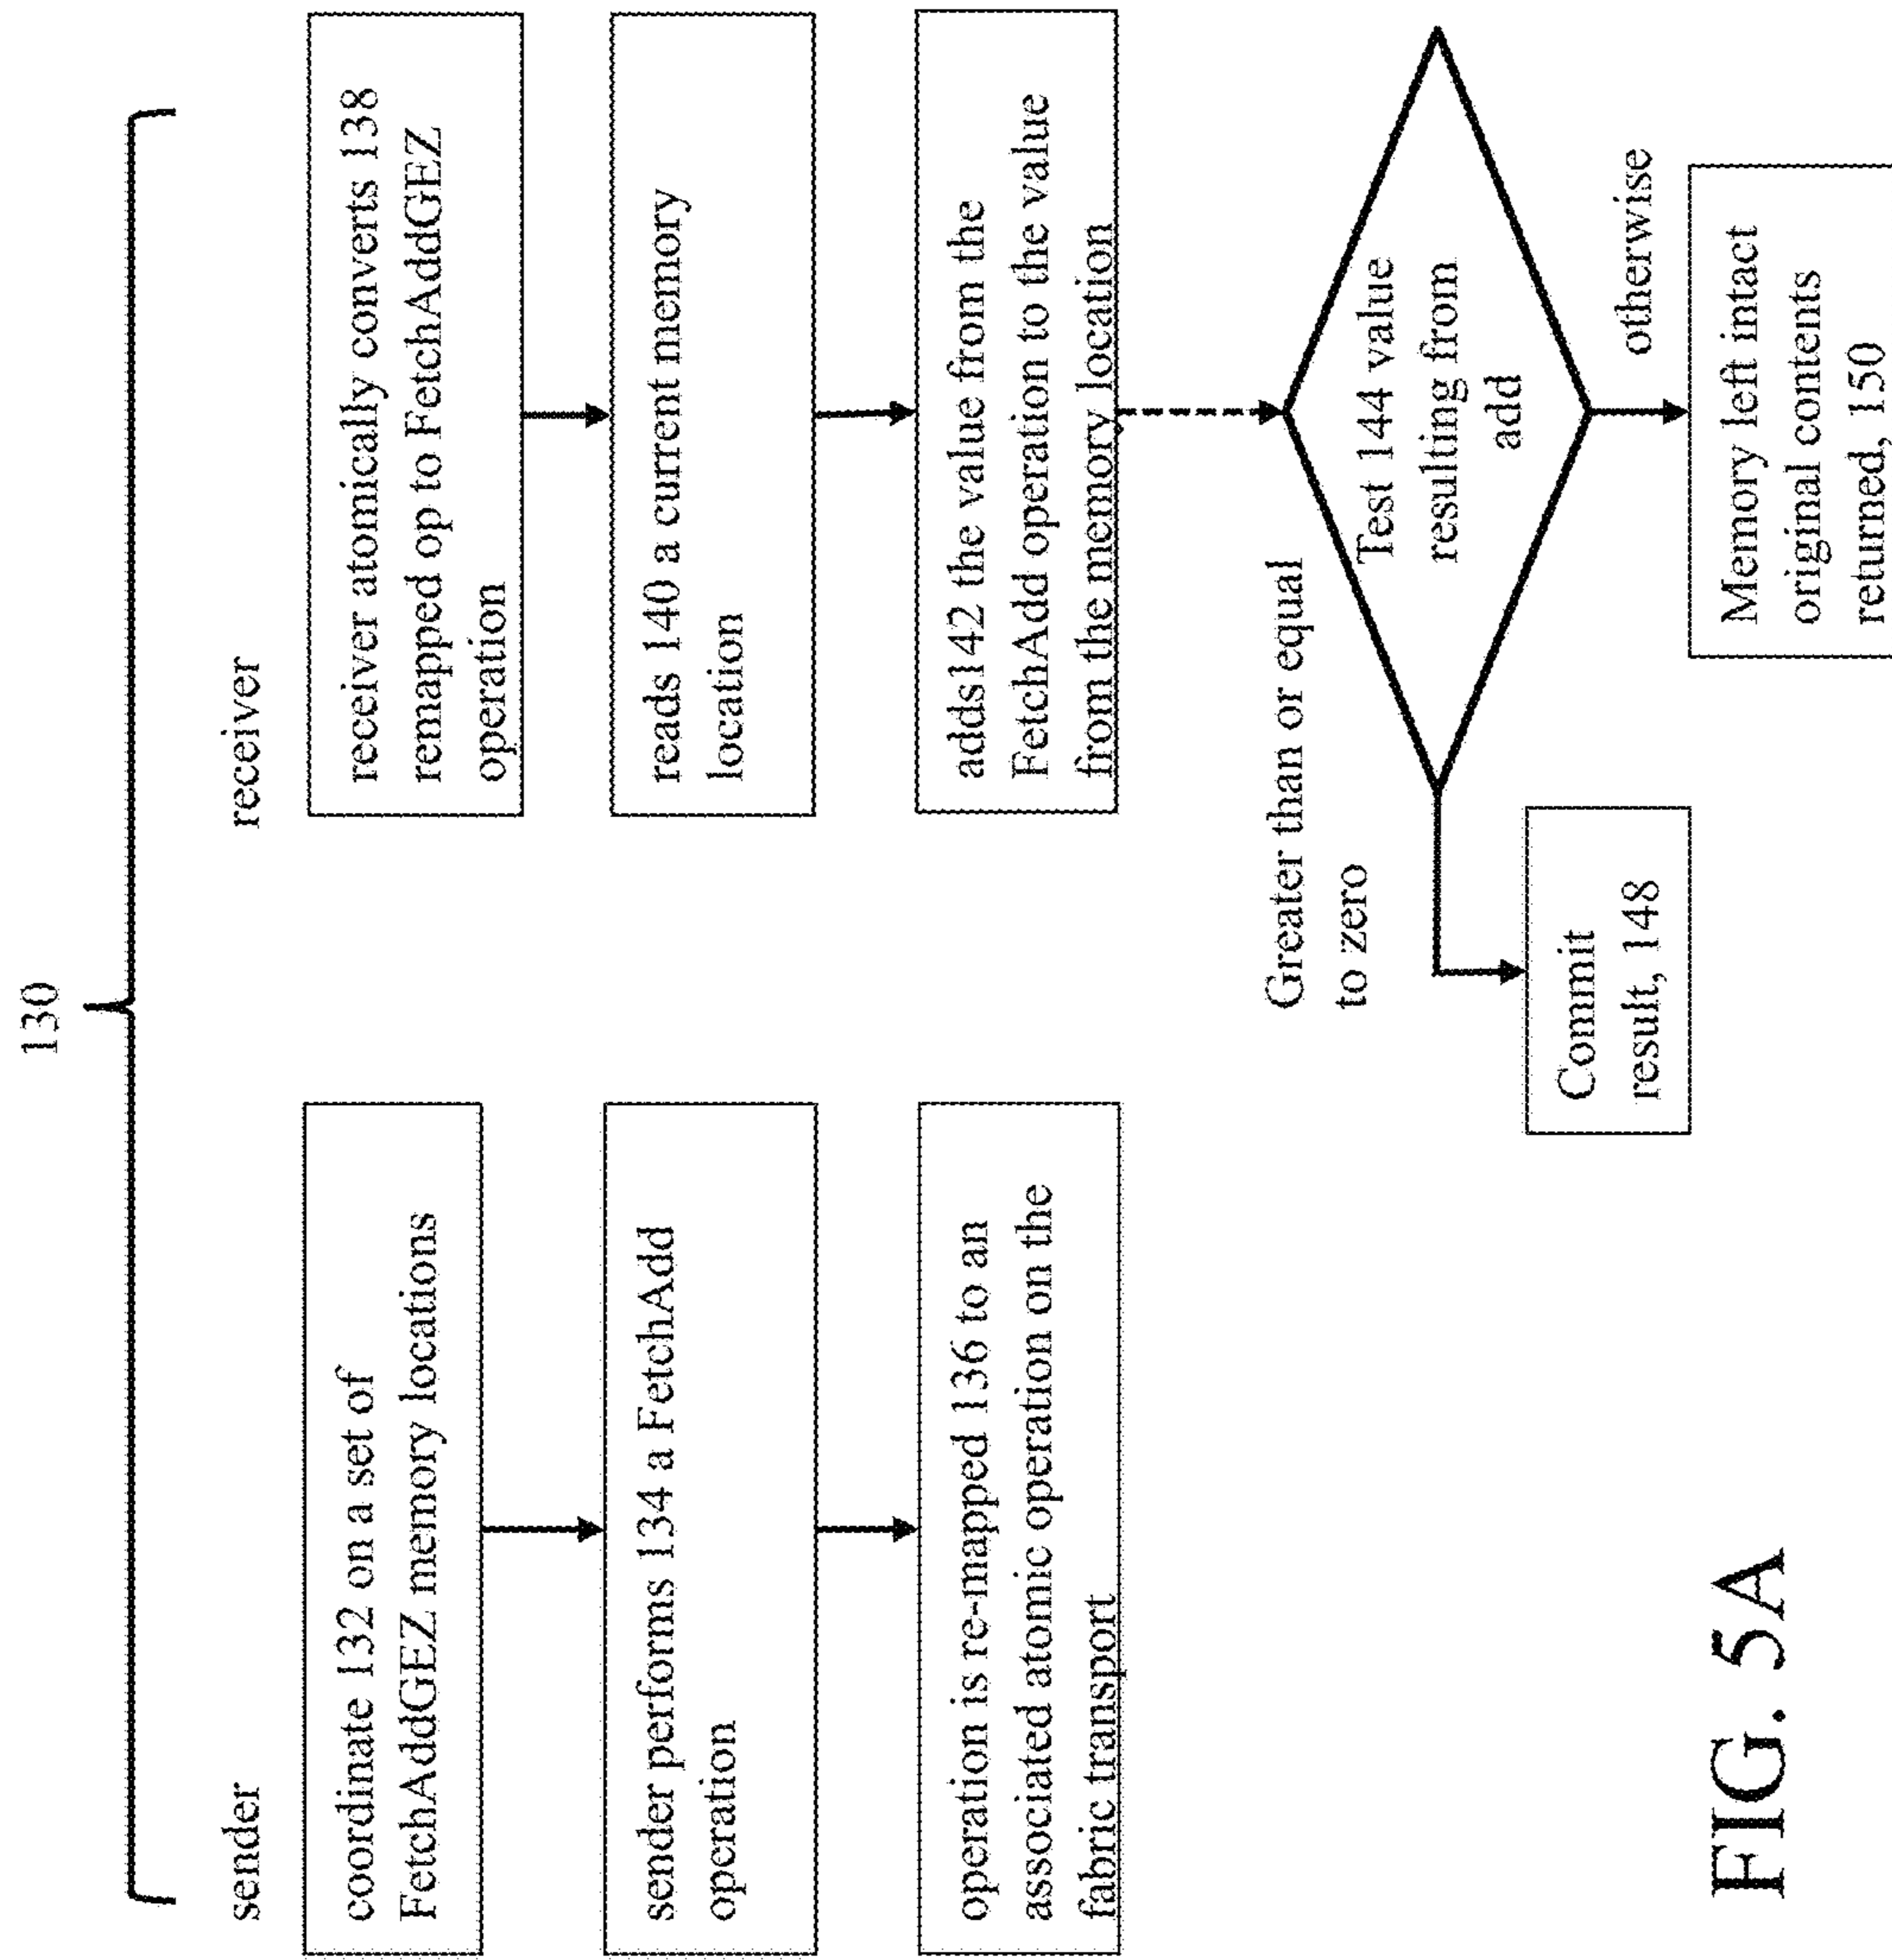 130
sender
coordinate 132 on a set of
FetchAddGEZ memory locations
sender performs 134 a FetchAdd
operation
operation is re-mapped 136 to an
associated atomic operation on the
fabric transport
receiver
receiver atomically converts 138
remapped op to FetchAddGEZ
operation
reads 140 a current memory
location
adds142 the value from the
FetchAdd operation to the value
from the memory location
Greater than or equal
to zero
Test 144 value
resulting from
add
otherwise
Commit
result, 148
Memory left intact
original contents
returned, 150
FIG. 5A